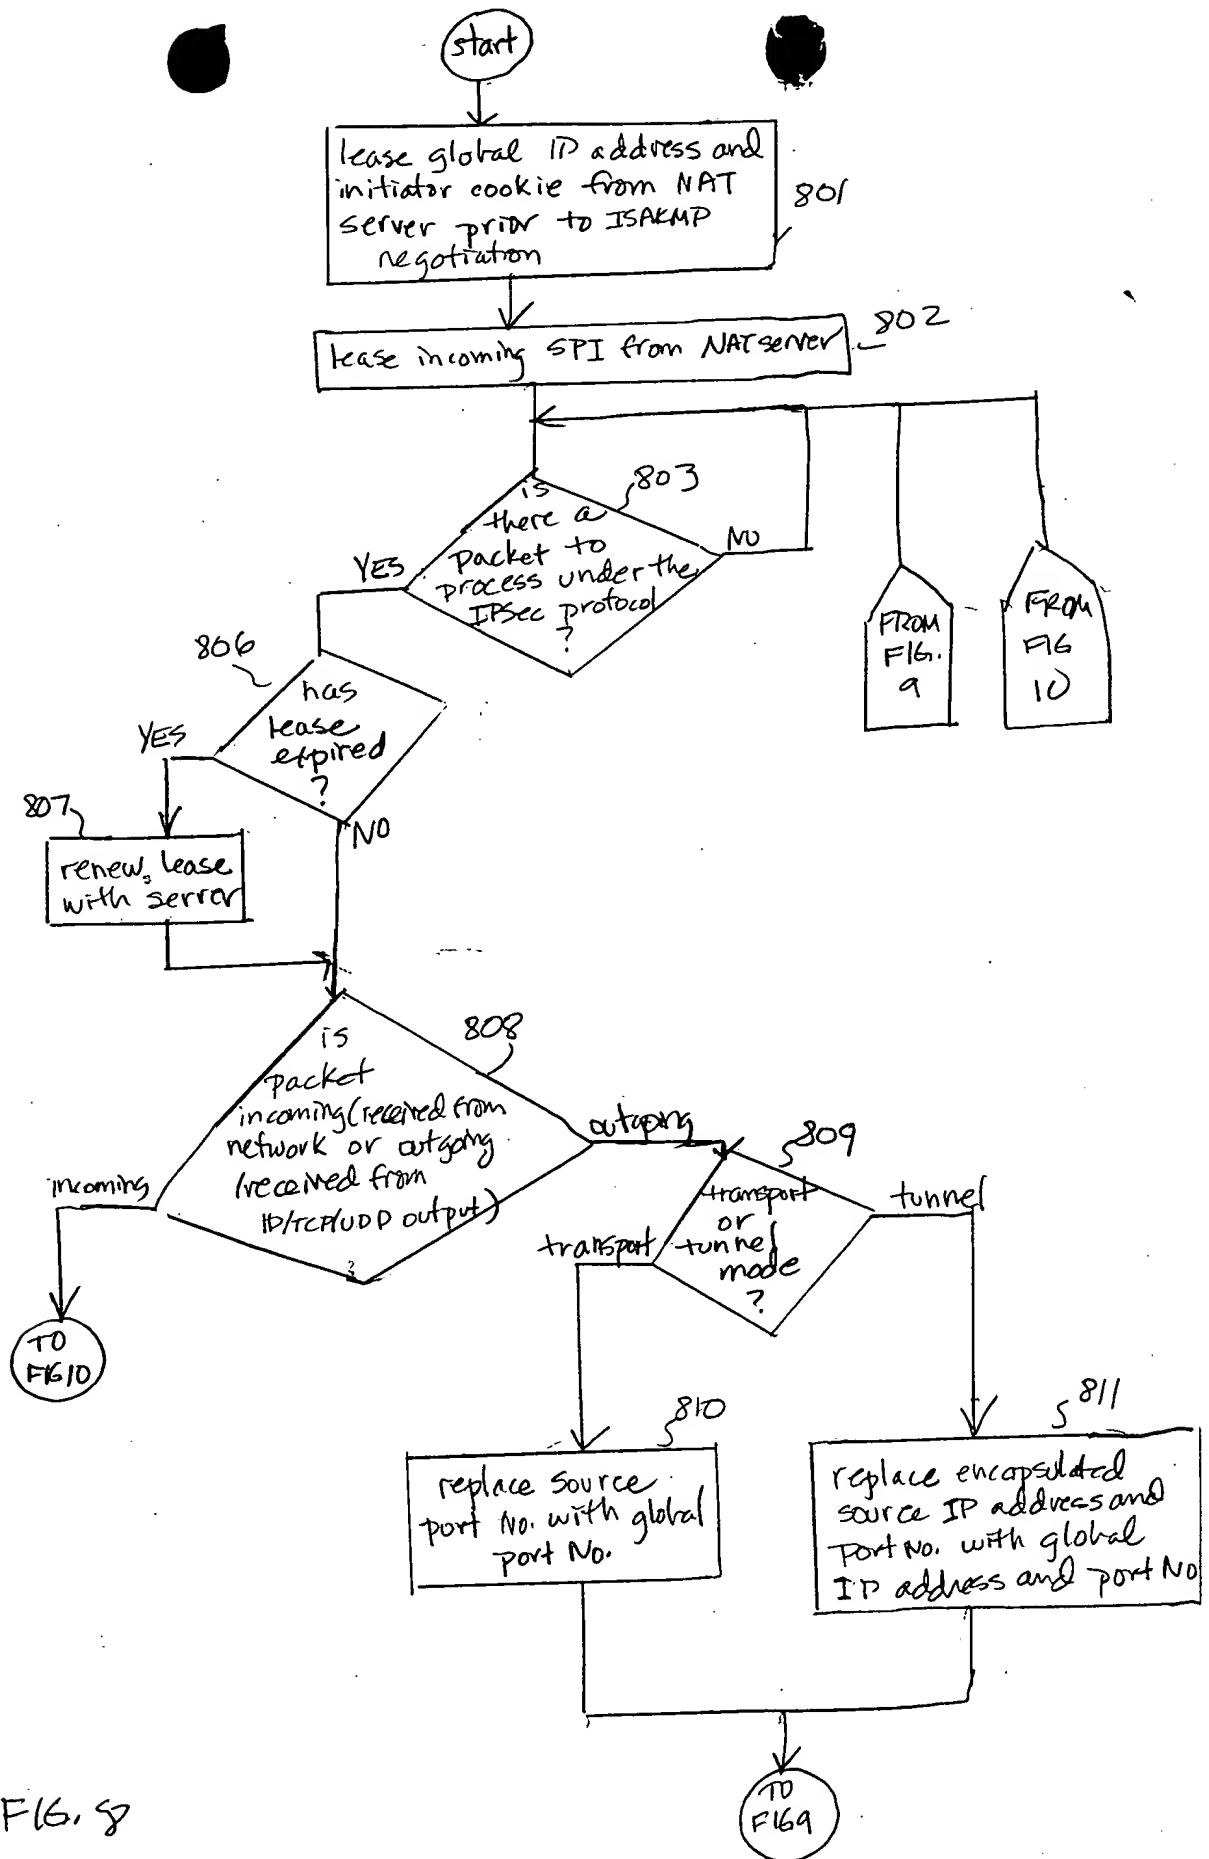 start
lease global IP address and
initiator cookie from NAT
server prior to ISAKMP
negotiation
801
lease incoming SPI from NAT server
802
803
is
there a
packet to
process under the
IPSec protocol
?
NO
YES
FROM
FIG.
9
FROM
FIG
10
806
has
lease
expired
?
YES
NO
807
renew lease
with server
808
is
packet
incoming (received from
network or outgoing
(received from
IP/TCP/UDP output)
?
incoming
outgoing
TO
FIG 10
809
transport
or
tunnel
mode
?
transport
tunnel
810
replace source
port No. with global
port No.
811
replace encapsulated
source IP address and
port No. with global
IP address and port No
TO
FIG 9
FIG. 8